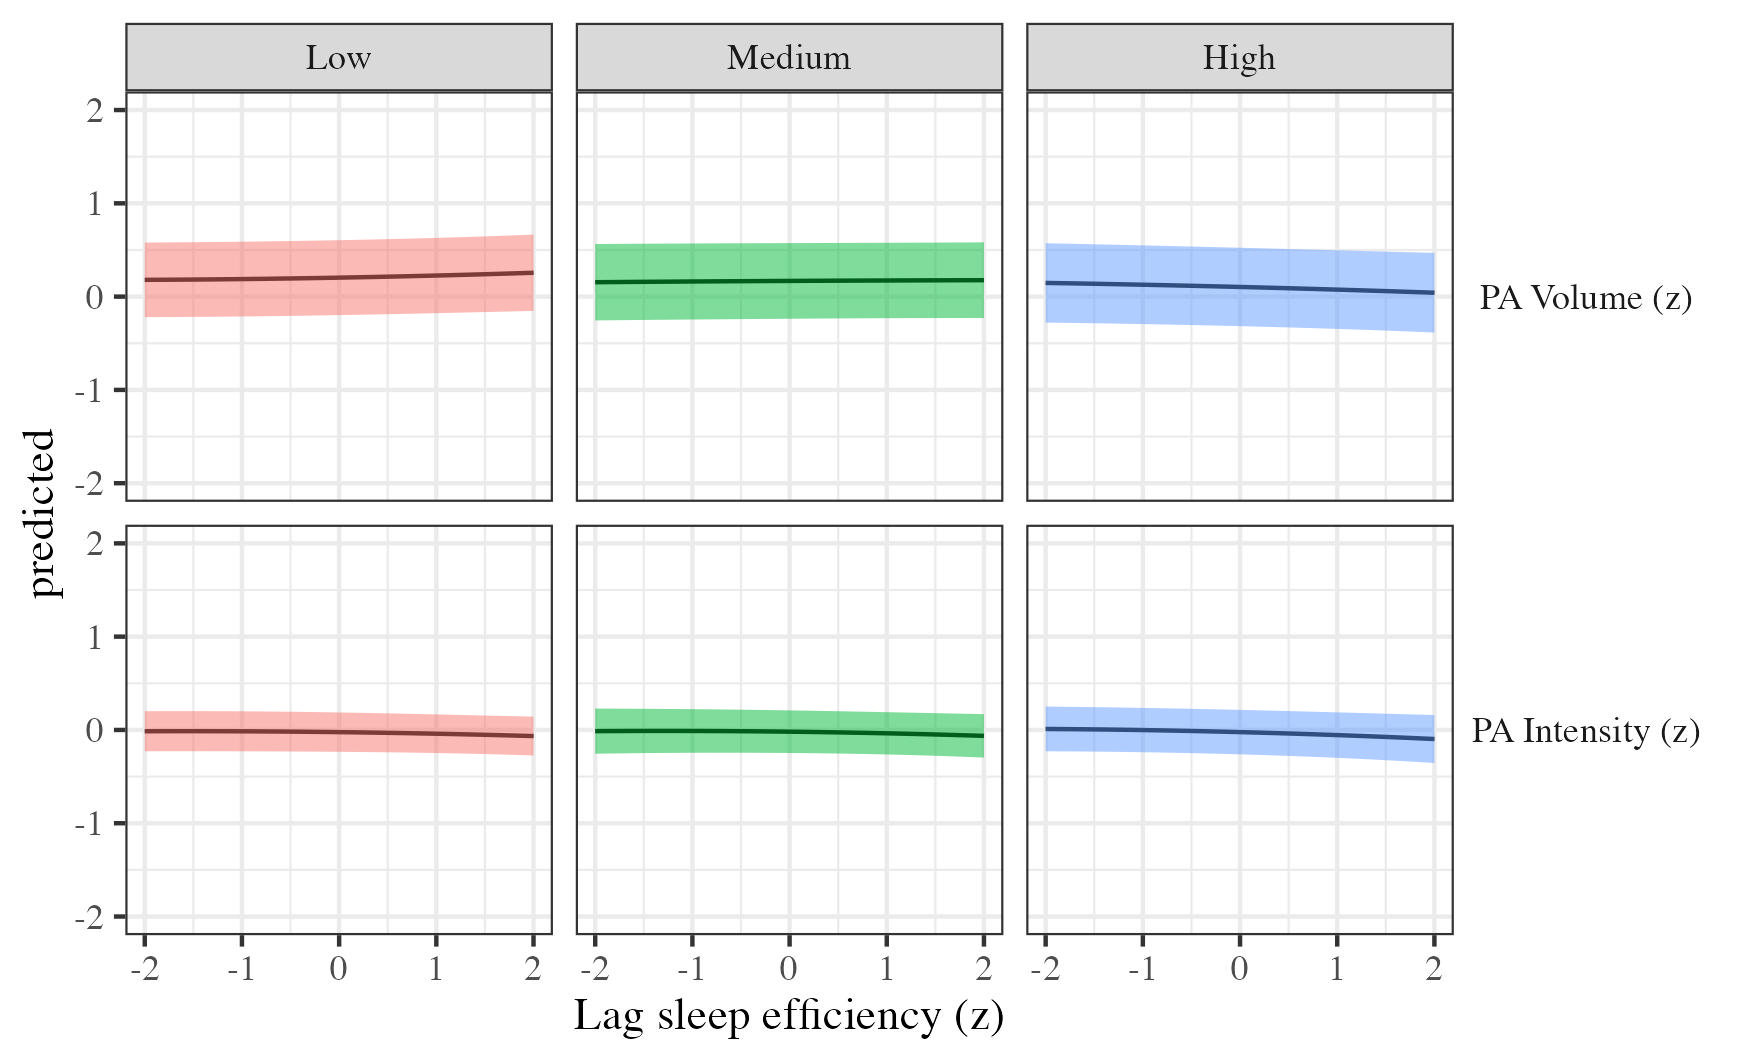 Low Medium High
2
1
0
-1
-2
PA Volume (z)
predicted
2
1
0
-1
-2
PA Intensity (z)
-2 -1 0 1 2 -2 -1 0 1 2 -2 -1 0 1 2
Lag sleep efficiency (z)